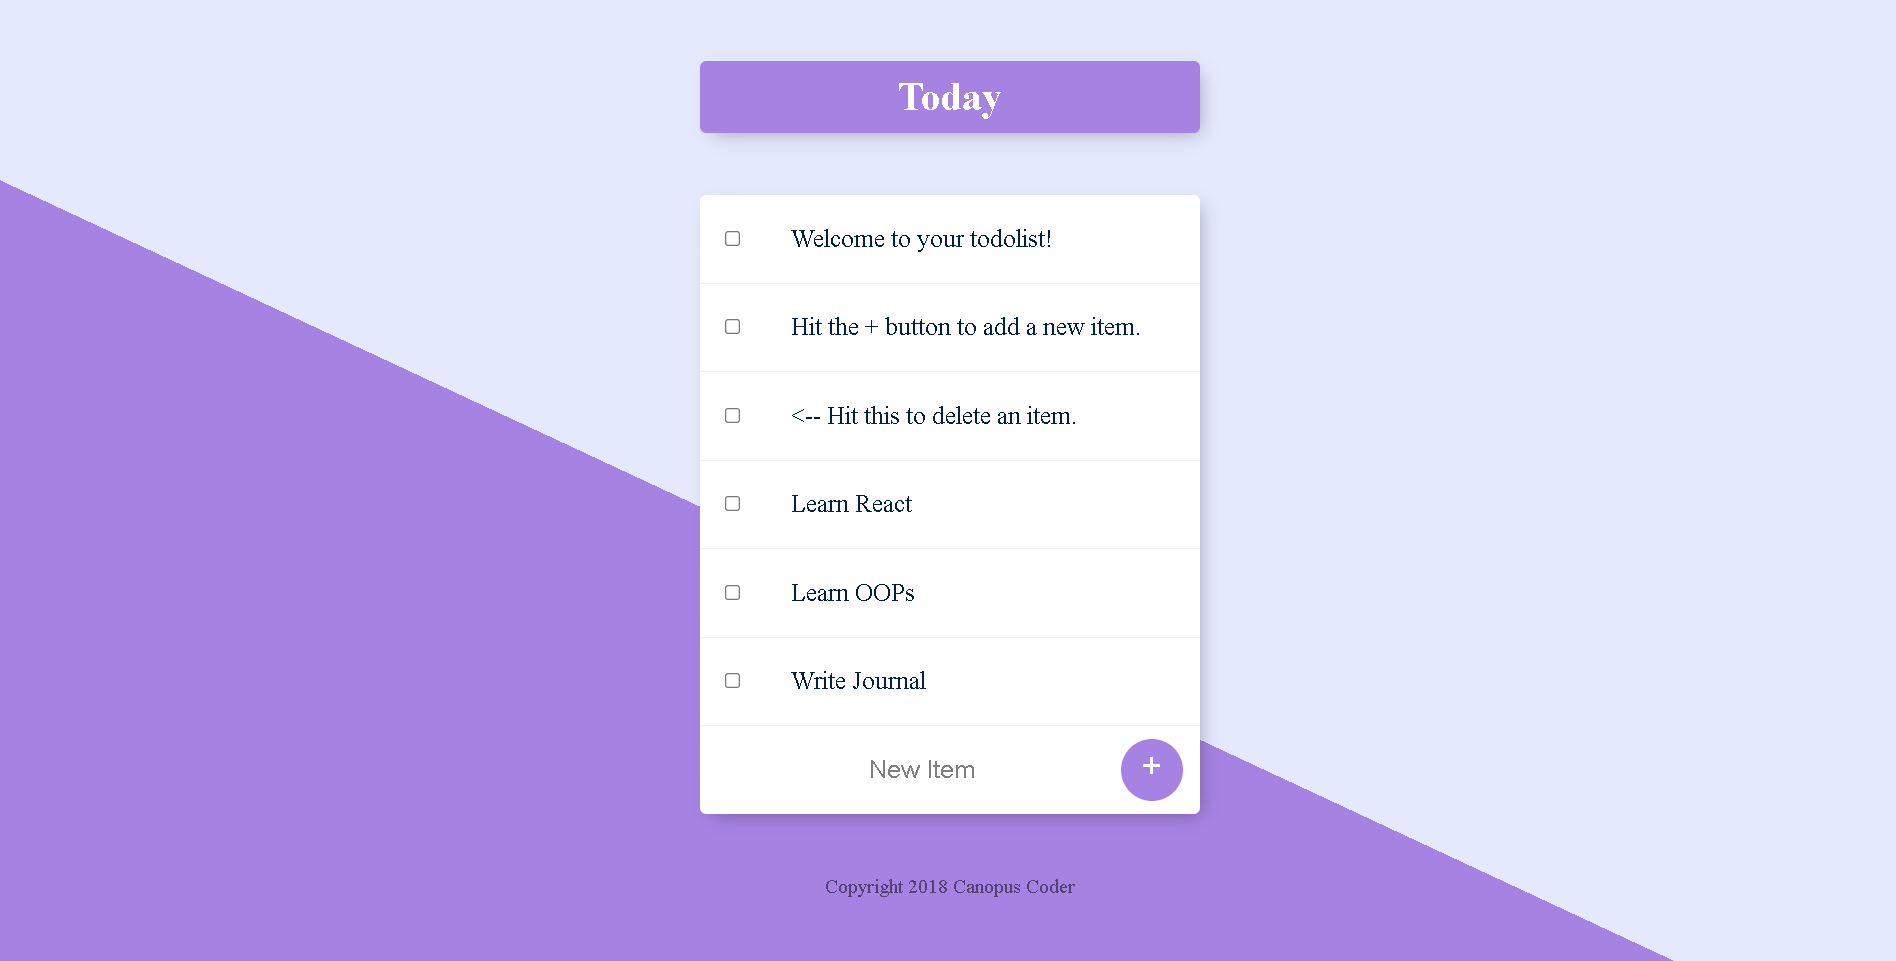 Today
Welcome to your todolist!
Hit the + button to add a new item.
<-- Hit this to delete an item.
Learn React
Learn OOPs
Write Journal
New Item
+
Copyright 2018 Canopus Coder